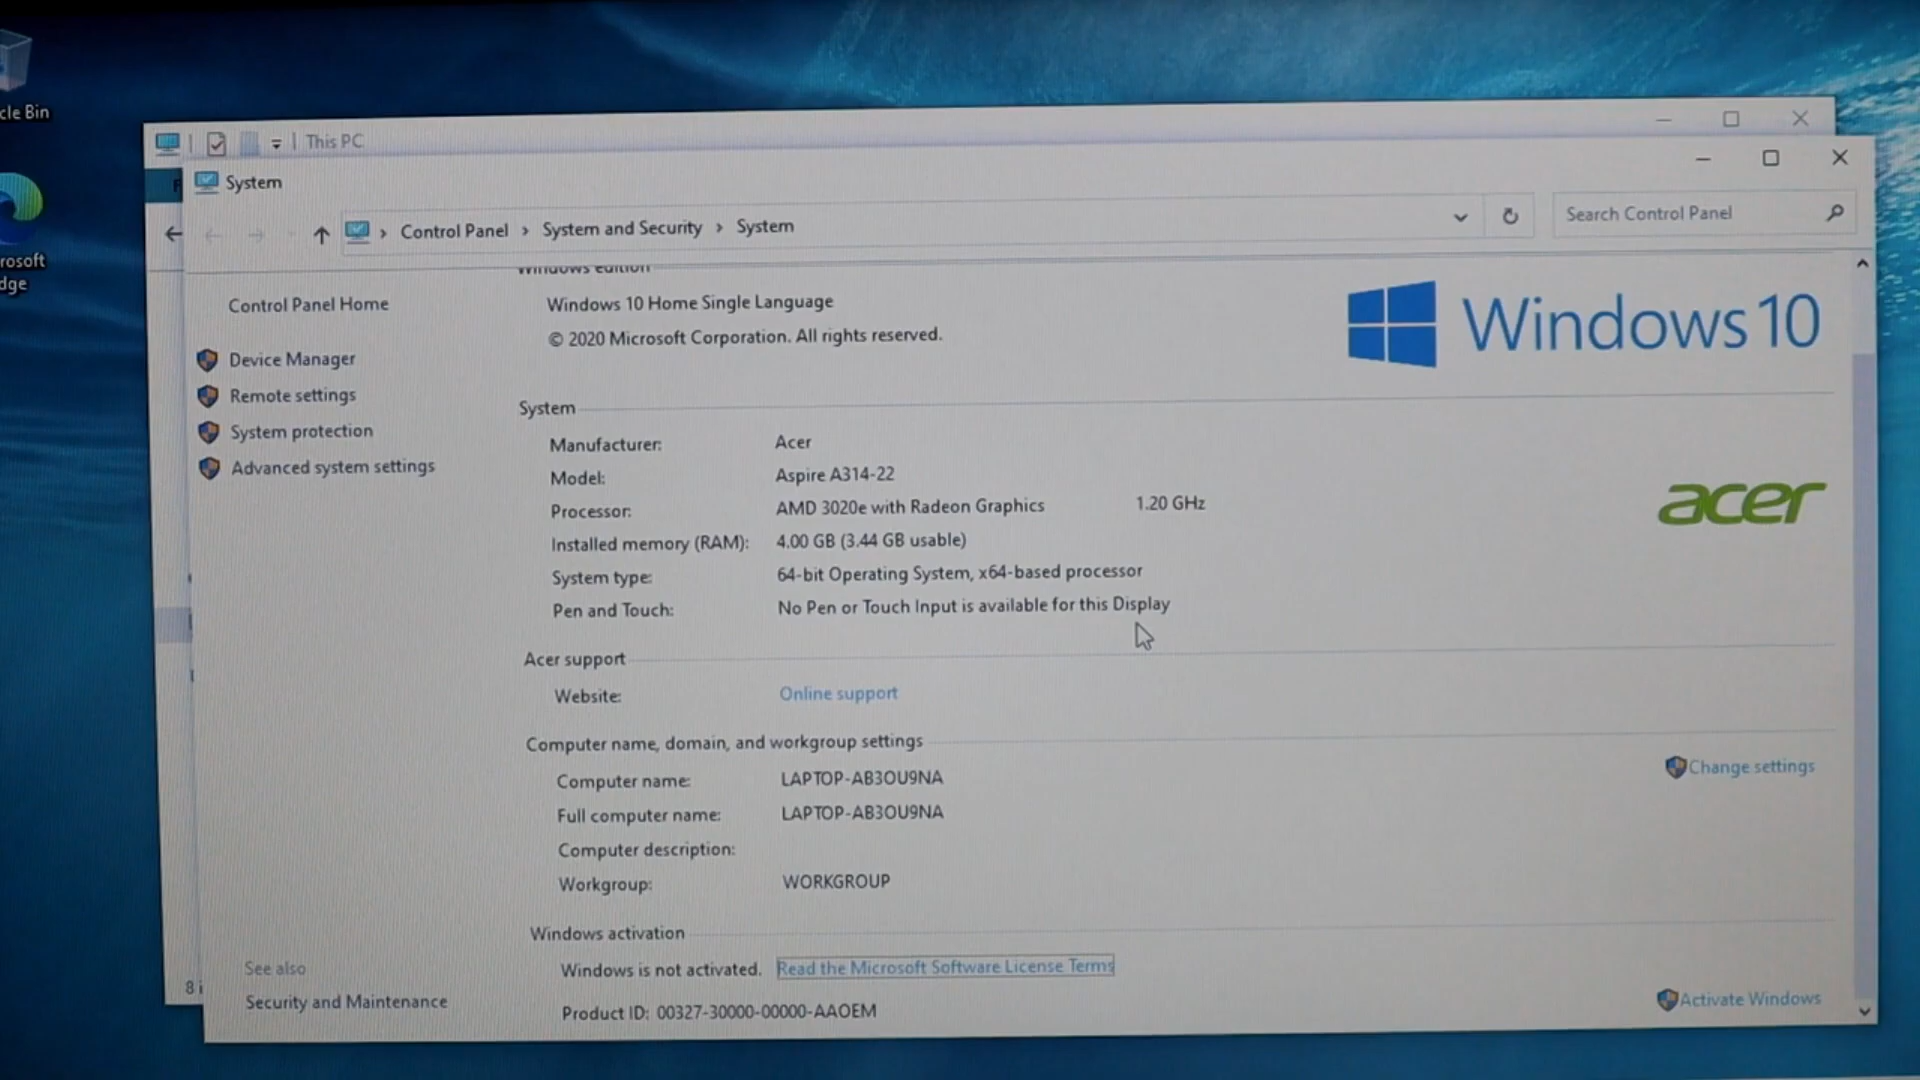 cle Bin
rosoft
dge
This PC
System
Control Panel › System and Security › System
Search Control Panel
Windows edition
Control Panel Home
Device Manager
Remote settings
System protection
Advanced system settings
Windows 10 Home Single Language
© 2020 Microsoft Corporation. All rights reserved.
Windows 10
System
Manufacturer: Acer
Model: Aspire A314-22
Processor: AMD 3020e with Radeon Graphics 1.20 GHz
Installed memory (RAM): 4.00 GB (3.44 GB usable)
System type: 64-bit Operating System, x64-based processor
Pen and Touch: No Pen or Touch Input is available for this Display
acer
Acer support
Website: Online support
Computer name, domain, and workgroup settings
Computer name: LAPTOP-AB3OU9NA
Full computer name: LAPTOP-AB3OU9NA
Computer description:
Workgroup: WORKGROUP
Change settings
Windows activation
Windows is not activated. Read the Microsoft Software License Terms
Product ID: 00327-30000-00000-AAOEM
Activate Windows
See also
Security and Maintenance
8 i